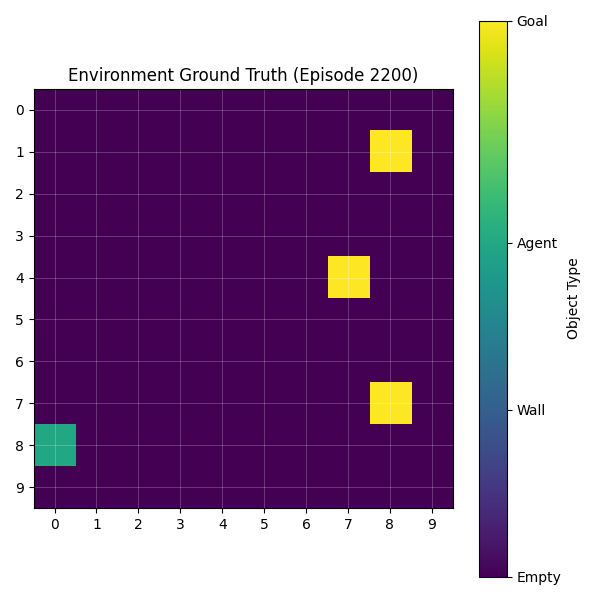 Environment Ground Truth (Episode 2200)
0
1
2
3
4
5
6
7
8
9
0 1 2 3 4 5 6 7 8 9
Goal
Agent
Wall
Empty
Object Type